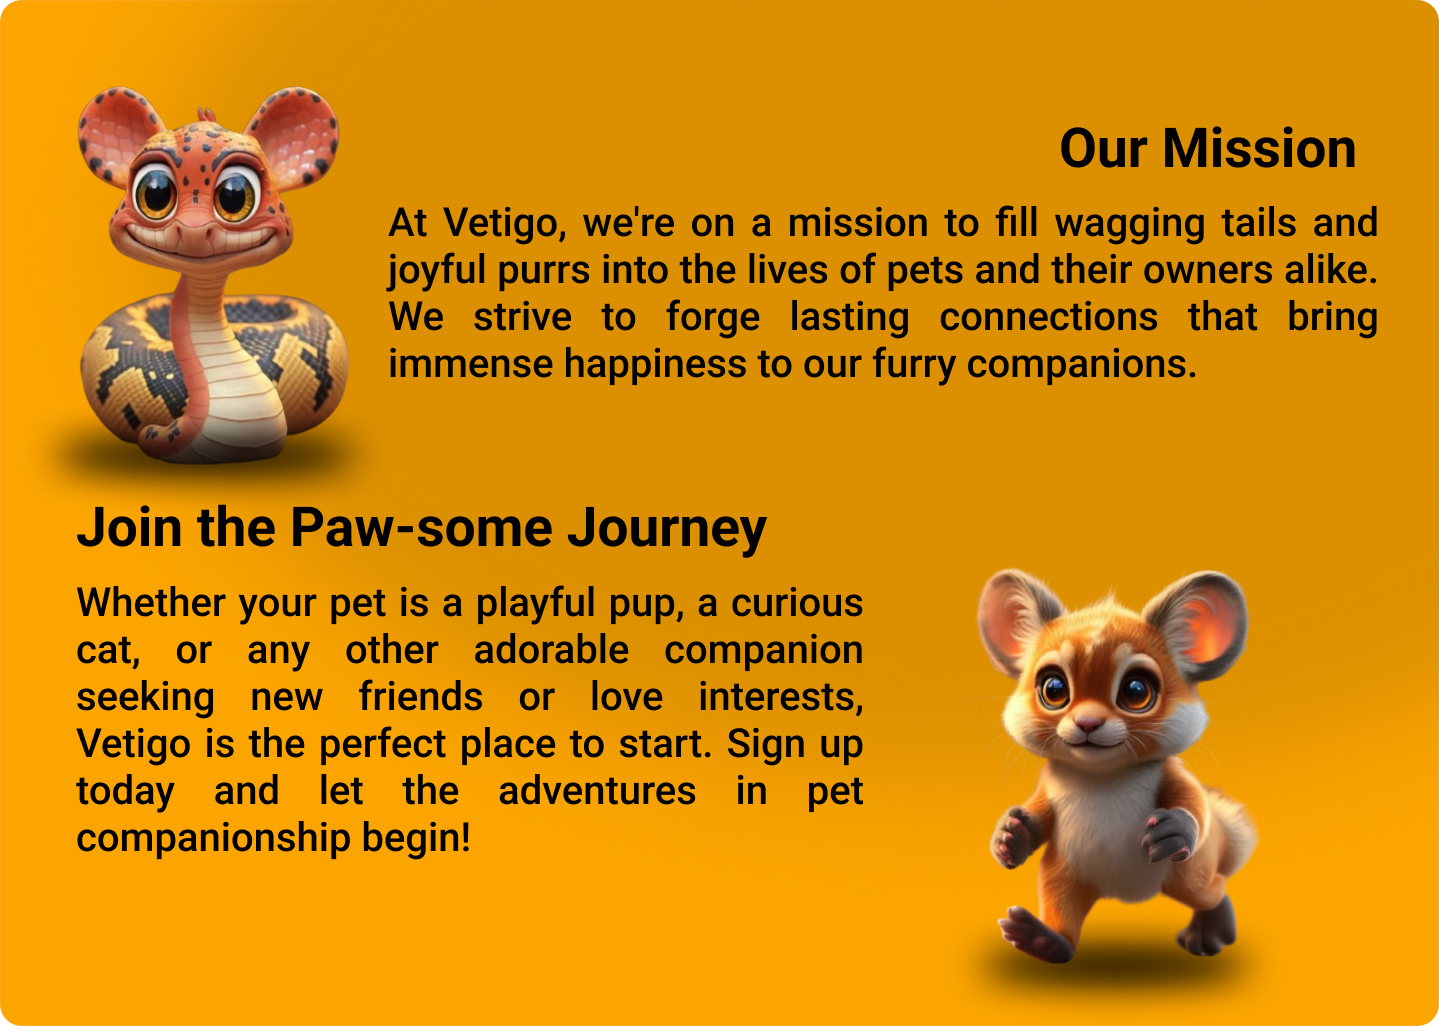 Our Mission
At Vetigo, we're on a mission to fill wagging tails and
joyful purrs into the lives of pets and their owners alike.
We strive to forge lasting connections that bring
immense happiness to our furry companions.
Join the Paw-some Journey
Whether your pet is a playful pup, a curious
cat, or any other adorable companion
seeking new friends or love interests,
Vetigo is the perfect place to start. Sign up
today and let the adventures in pet
companionship begin!